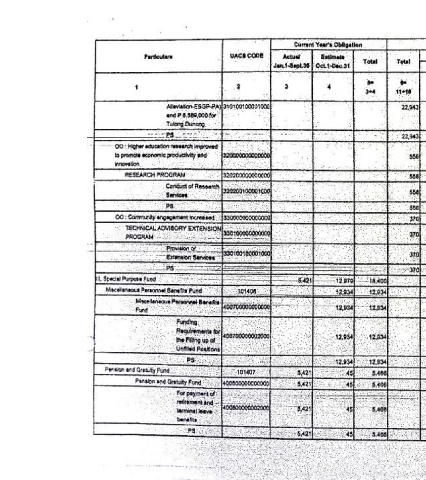 Current Year's Obligation
Particulars UACS CODE Actual Estimate Total Total
Jan.1-Sept.30 Oct.1-Dec.31
5= 6=
1 2 3 4 3+4 11+16
Alleviation-ESGP-PA) 310100100001000 22,943
and P 6,589,000 for
Tulong Dunong
PS 22,943
OO : Higher education research improved
to promote economic productivity and 320000000000000 556
innovation
RESEARCH PROGRAM 320200000000000 556
Conduct of Research 320200100001000 556
Services
PS 556
OO : Community engagement increased 330000000000000 370
TECHNICAL ADVISORY EXTENSION 330100000000000 370
PROGRAM
Provision of 330100100001000 370
Extension Services
PS 370
III. Special Purpose Fund 5,421 12,979 18,400
Miscellaneous Personnel Benefits Fund 101406 12,934 12,934
Miscellaneous Personnel Benefits 400700000000000 12,934 12,934
Fund
Funding
Requirements for 400700000002000 12,934 12,934
the Filling up of
Unfilled Positions
PS 12,934 12,934
Pension and Gratuity Fund 101407 5,421 45 5,466
Pension and Gratuity Fund 400800000000000 5,421 45 5,466
For payment of
retirement and 400800000002000 5,421 45 5,466
terminal leave
benefits
PS 5,421 45 5,466